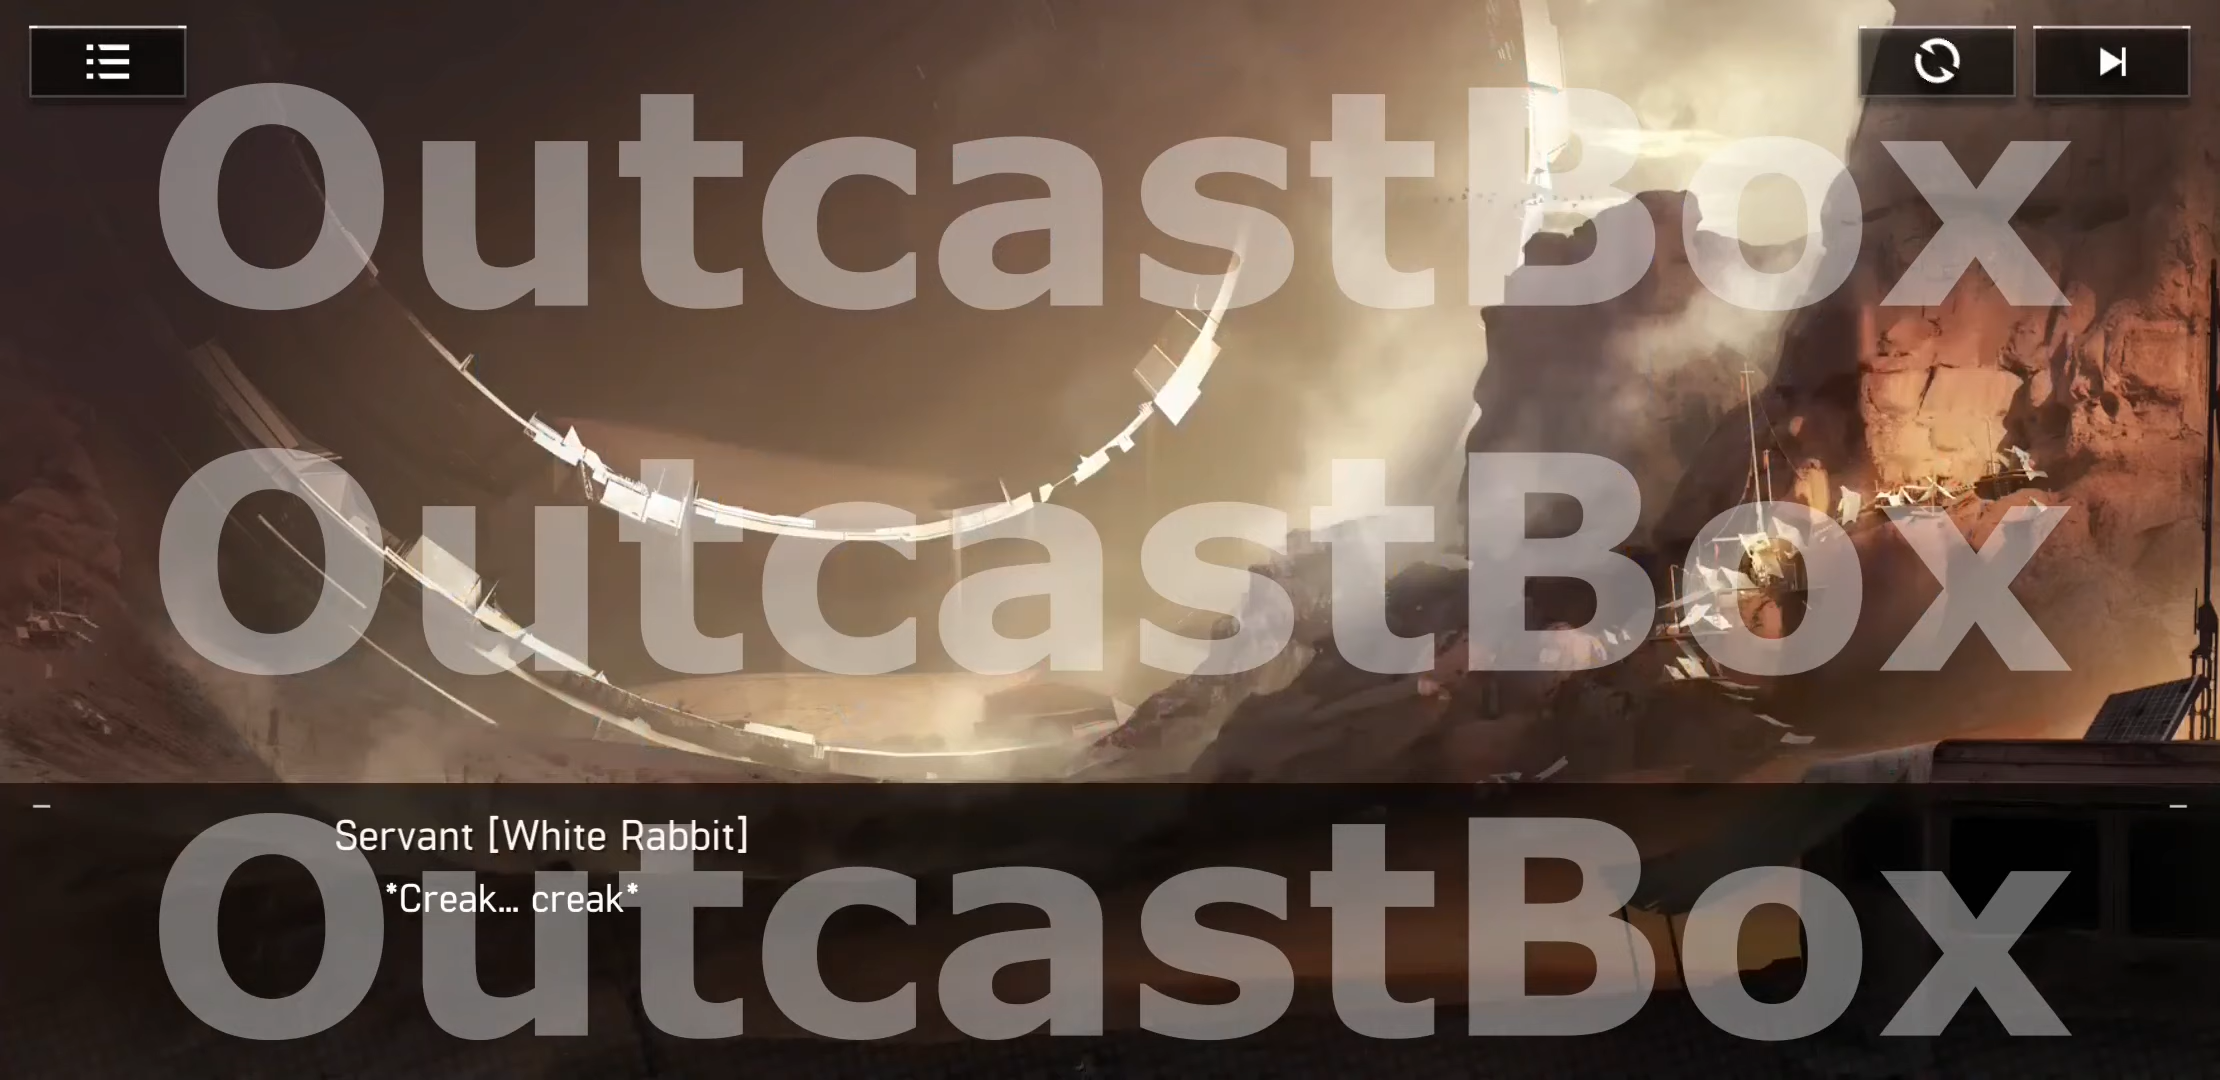 OutcastBox
OutcastBox
Servant [White Rabbit]
*Creak... creak*
OutcastBox